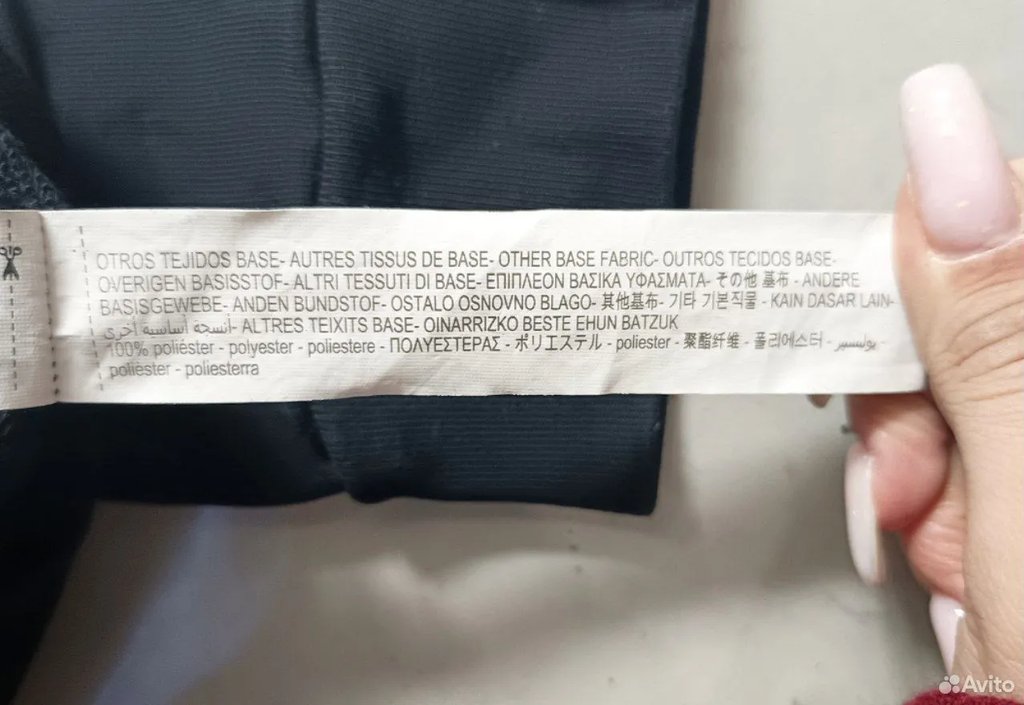 OTROS TEJIDOS BASE- AUTRES TISSUS DE BASE- OTHER BASE FABRIC- OUTROS TECIDOS BASE-
OVERIGEN BASISSTOF- ALTRI TESSUTI DI BASE- ΕΠΙΠΛΕΟΝ ΒΑΣΙΚΑ ΥΦΑΣΜΑΤΑ- その他 基布 - ANDERE
BASISGEWEBE- ANDEN BUNDSTOF- OSTALO OSNOVNO BLAGO- 其他基布- 기타 기본직물 - KAIN DASAR LAIN-
أنسجة أساسية أخرى- ALTRES TEIXITS BASE- OINARRIZKO BESTE EHUN BATZUK
100% poliéster - polyester - poliestere - ΠΟΛΥΕΣΤΕΡΑΣ - ポリエステル - poliester - 聚酯纤维 - 폴리에스터 - بوليستير -
polièster - poliesterra
Avito